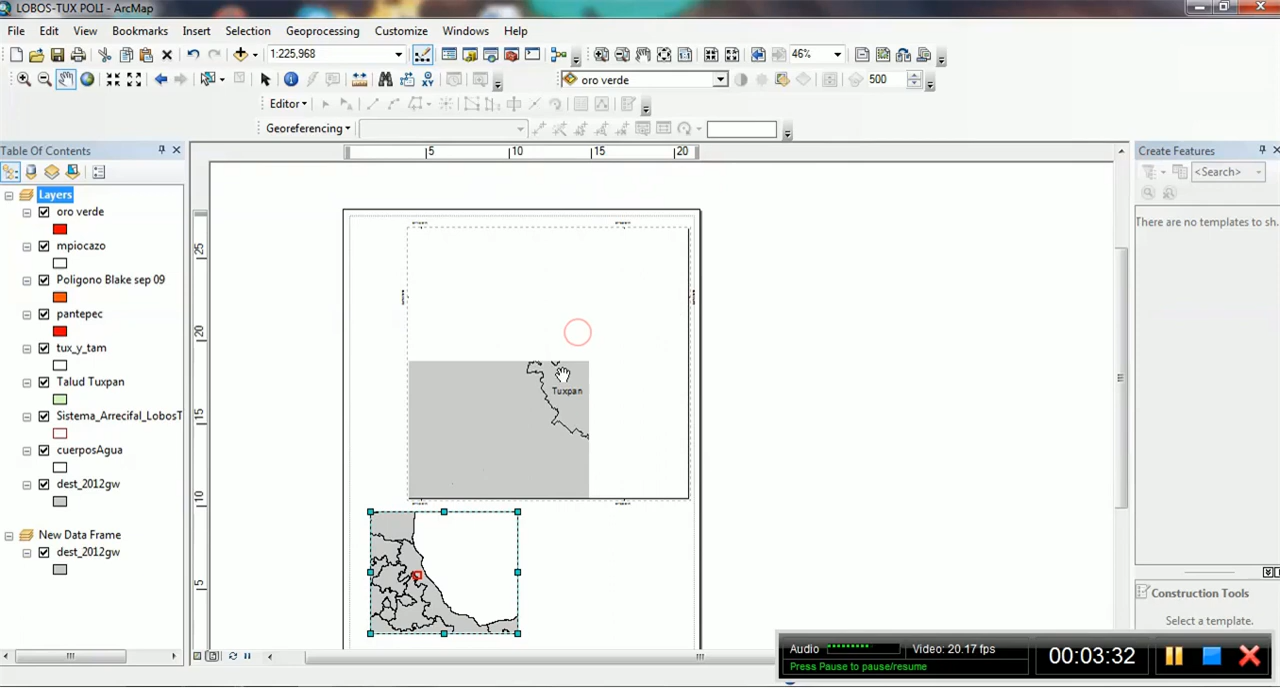 LOBOS-TUX POLI - ArcMap
File Edit View Bookmarks Insert Selection Geoprocessing Customize Windows Help
1:225,968
46%
oro verde
500
Editor
Georeferencing
Table Of Contents
5 10 15 20
Create Features
<Search>
There are no templates to sh.
Layers
oro verde
mpiocazo
Poligono Blake sep 09
pantepec
tux_y_tam
Talud Tuxpan
Sistema_Arrecifal_LobosT
cuerposAgua
dest_2012gw
New Data Frame
dest_2012gw
25
20
15
10
5
Tuxpan
Construction Tools
Select a template.
Audio
Video: 20.17 fps
Press Pause to pause/resume
00:03:32